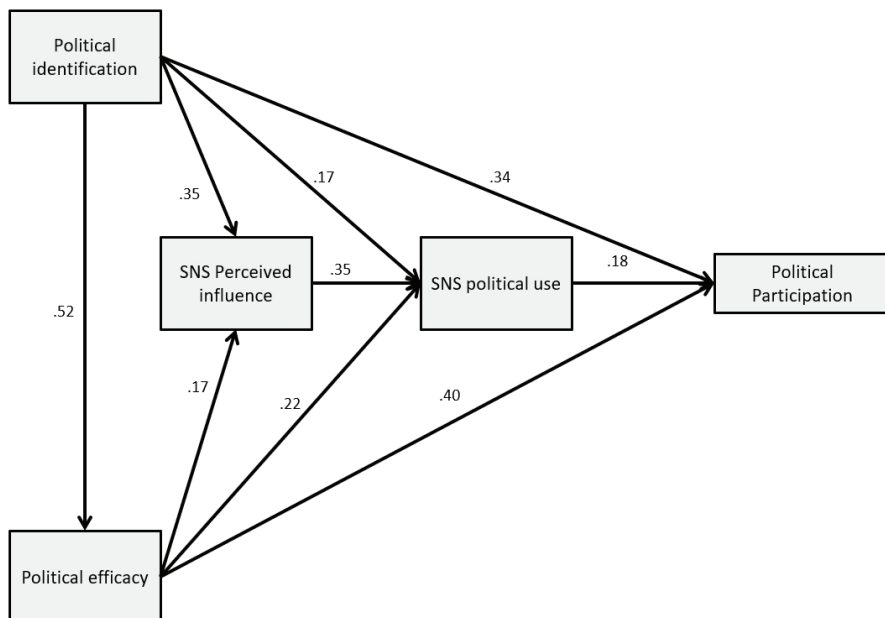 Political
identification
.17
.34
.35
SNS Perceived
influence
.35
SNS political use
.18
Political
Participation
.52
.17
.22
.40
Political efficacy